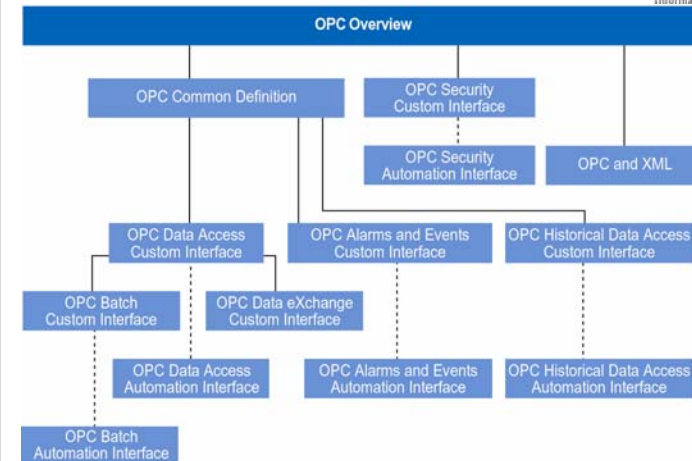 Informa
OPC Overview
OPC Common Definition
OPC Security
Custom Interface
OPC Security
Automation Interface
OPC and XML
OPC Data Access
Custom Interface
OPC Alarms and Events
Custom Interface
OPC Historical Data Access
Custom Interface
OPC Batch
Custom Interface
OPC Data eXchange
Custom Interface
OPC Data Access
Automation Interface
OPC Alarms and Events
Automation Interface
OPC Historical Data Access
Automation Interface
OPC Batch
Automation Interface